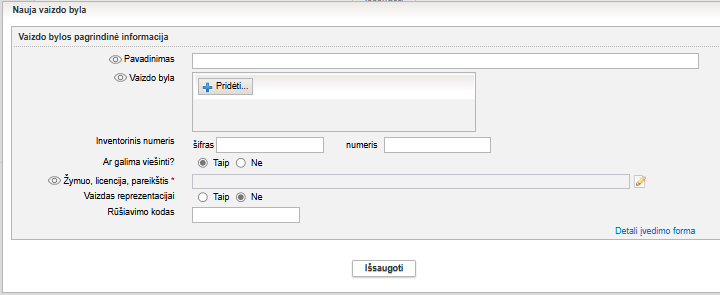 Nauja vaizdo byla
Vaizdo bylos pagrindinė informacija
Pavadinimas
Vaizdo byla
Pridėti...
Inventorinis numeris šifras numeris
Ar galima viešinti? Taip Ne
Žymuo, licencija, pareikštis *
Vaizdas reprezentacijai Taip Ne
Rūšiavimo kodas
Detali įvedimo forma
Išsaugoti